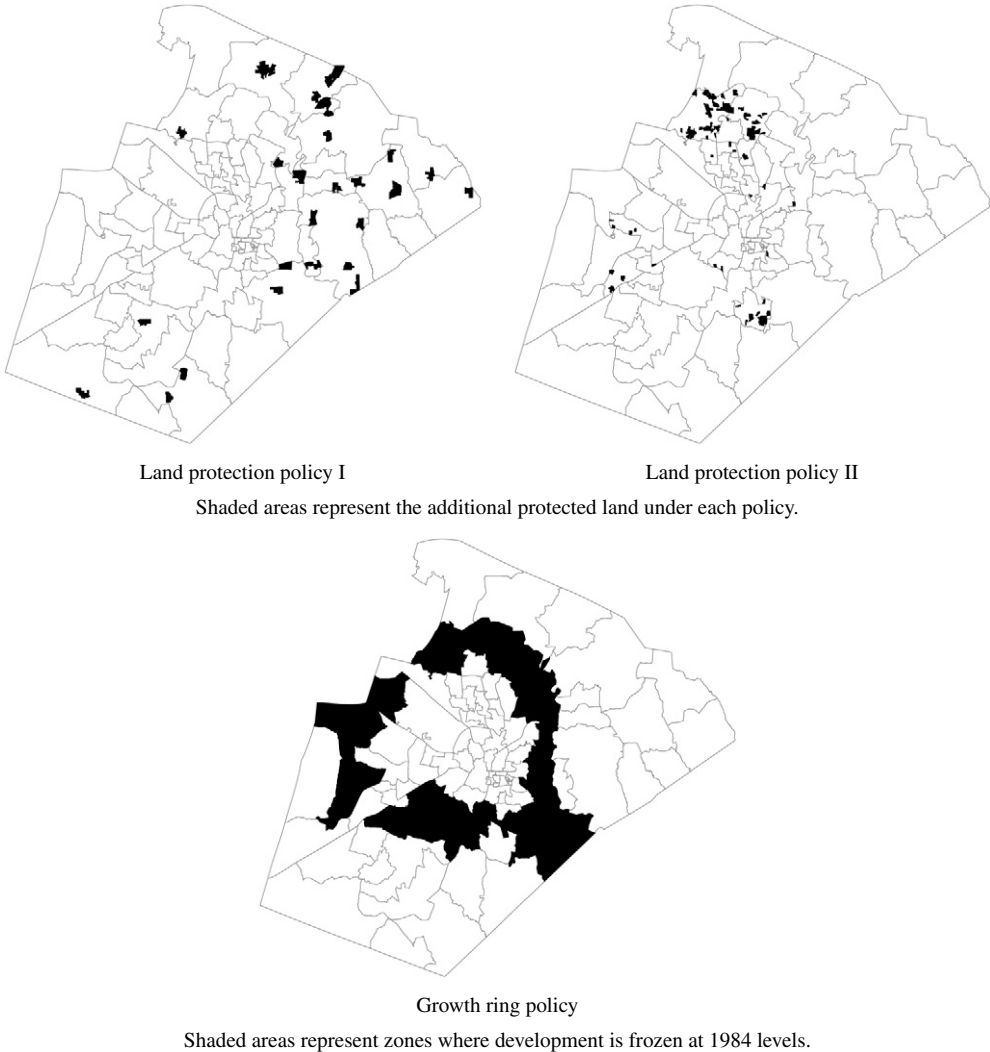 Land protection policy I
Land protection policy II
Shaded areas represent the additional protected land under each policy.
Growth ring policy
Shaded areas represent zones where development is frozen at 1984 levels.